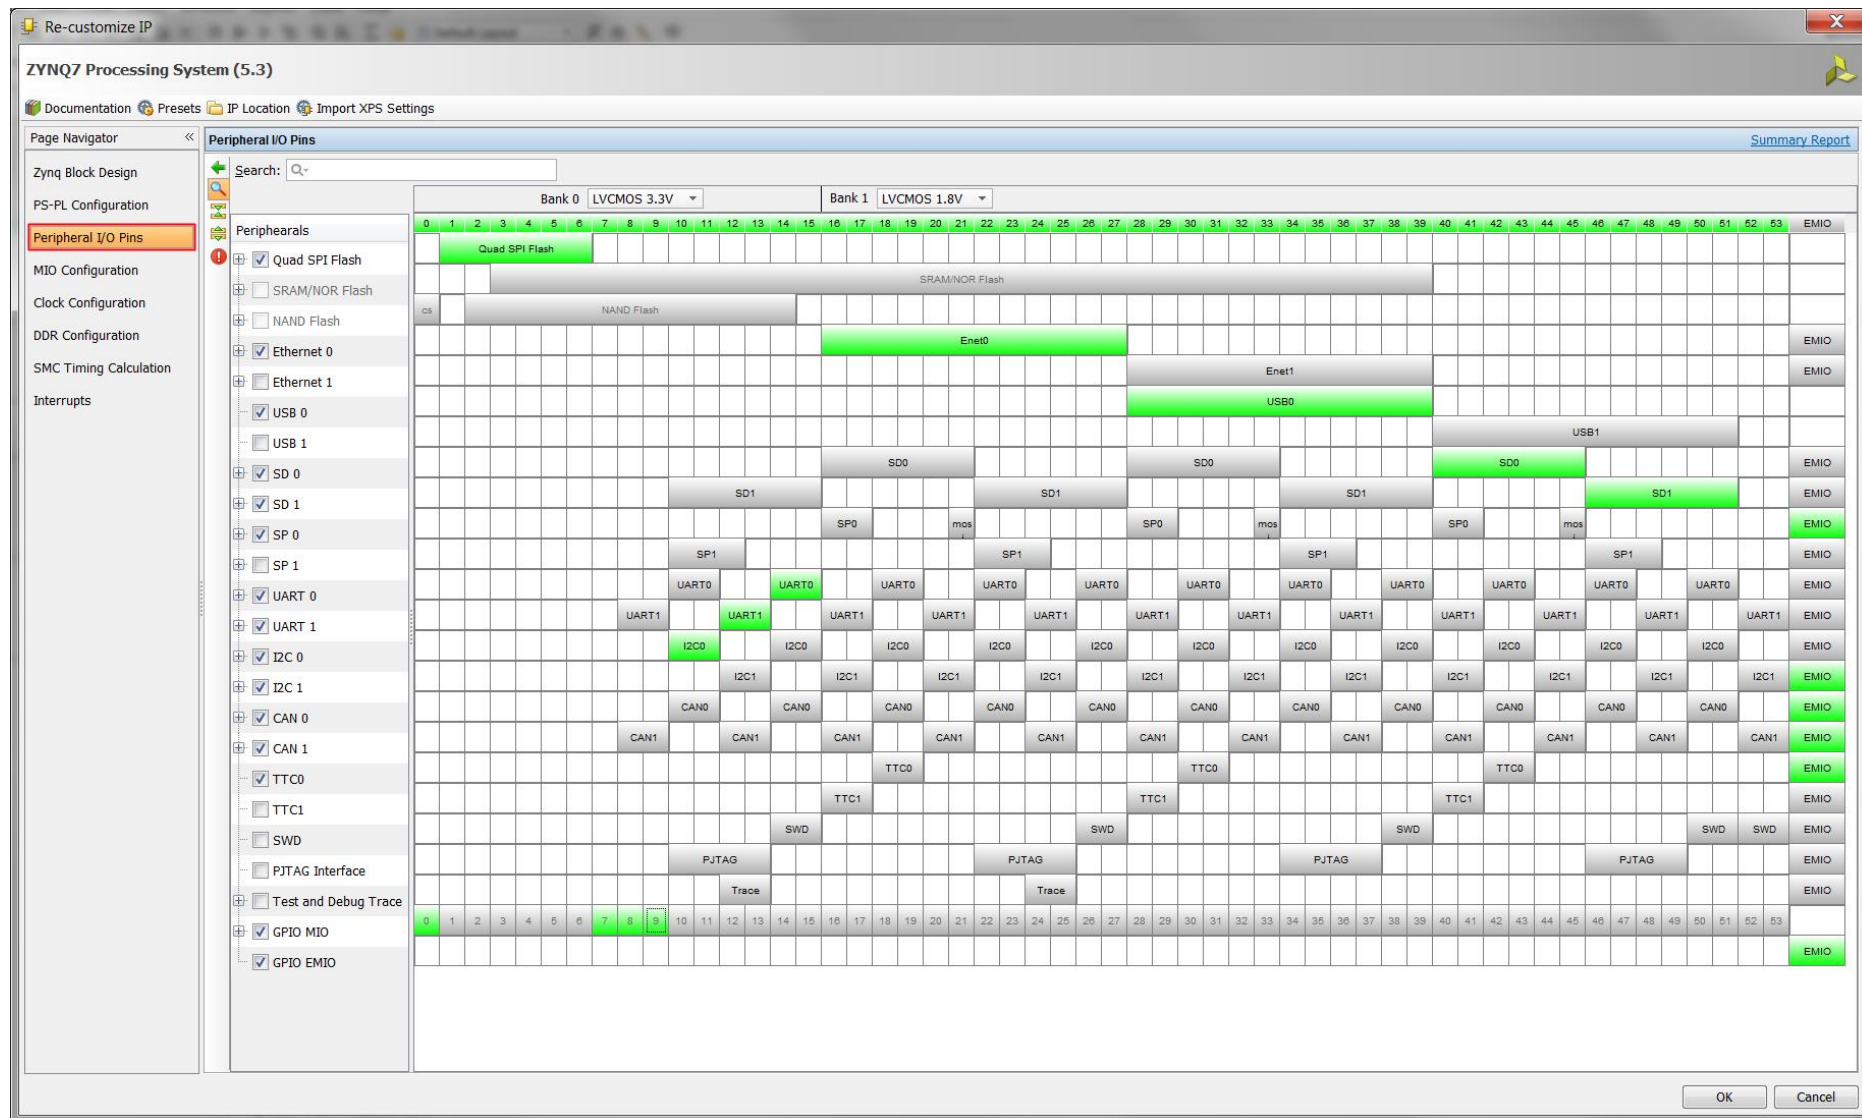 Re-customize IP
ZYNQ7 Processing System (5.3)
Documentation Presets IP Location Import XPS Settings
Page Navigator «
Zynq Block Design
PS-PL Configuration
Peripheral I/O Pins
MIO Configuration
Clock Configuration
DDR Configuration
SMC Timing Calculation
Interrupts
Peripheral I/O Pins Summary Report
Search:
Bank 0 LVCMOS 3.3V Bank 1 LVCMOS 1.8V
Periphearals 0 1 2 3 4 5 6 7 8 9 10 11 12 13 14 15 16 17 18 19 20 21 22 23 24 25 26 27 28 29 30 31 32 33 34 35 36 37 38 39 40 41 42 43 44 45 46 47 48 49 50 51 52 53 EMIO
Quad SPI Flash Quad SPI Flash
SRAM/NOR Flash SRAM/NOR Flash
NAND Flash cs NAND Flash
Ethernet 0 Enet0 EMIO
Ethernet 1 Enet1 EMIO
USB 0 USB0
USB 1 USB1
SD 0 SD0 SD0 SD0 EMIO
SD 1 SD1 SD1 SD1 SD1 EMIO
SP 0 SP0 mos SP0 mos SP0 mos EMIO
SP 1 SP1 SP1 SP1 SP1 EMIO
UART 0 UART0 UART0 UART0 UART0 UART0 UART0 UART0 UART0 UART0 UART0 UART0 EMIO
UART 1 UART1 UART1 UART1 UART1 UART1 UART1 UART1 UART1 UART1 UART1 UART1 UART1 EMIO
I2C 0 I2C0 I2C0 I2C0 I2C0 I2C0 I2C0 I2C0 I2C0 I2C0 I2C0 I2C0 EMIO
I2C 1 I2C1 I2C1 I2C1 I2C1 I2C1 I2C1 I2C1 I2C1 I2C1 I2C1 I2C1 EMIO
CAN 0 CAN0 CAN0 CAN0 CAN0 CAN0 CAN0 CAN0 CAN0 CAN0 CAN0 CAN0 EMIO
CAN 1 CAN1 CAN1 CAN1 CAN1 CAN1 CAN1 CAN1 CAN1 CAN1 CAN1 CAN1 CAN1 EMIO
TTC0 TTC0 TTC0 TTC0 EMIO
TTC1 TTC1 TTC1 TTC1 EMIO
SWD SWD SWD SWD SWD SWD EMIO
PJTAG Interface PJTAG PJTAG PJTAG PJTAG EMIO
Test and Debug Trace Trace Trace EMIO
GPIO MIO 0 1 2 3 4 5 6 7 8 9 10 11 12 13 14 15 16 17 18 19 20 21 22 23 24 25 26 27 28 29 30 31 32 33 34 35 36 37 38 39 40 41 42 43 44 45 46 47 48 49 50 51 52 53
GPIO EMIO EMIO
OK Cancel